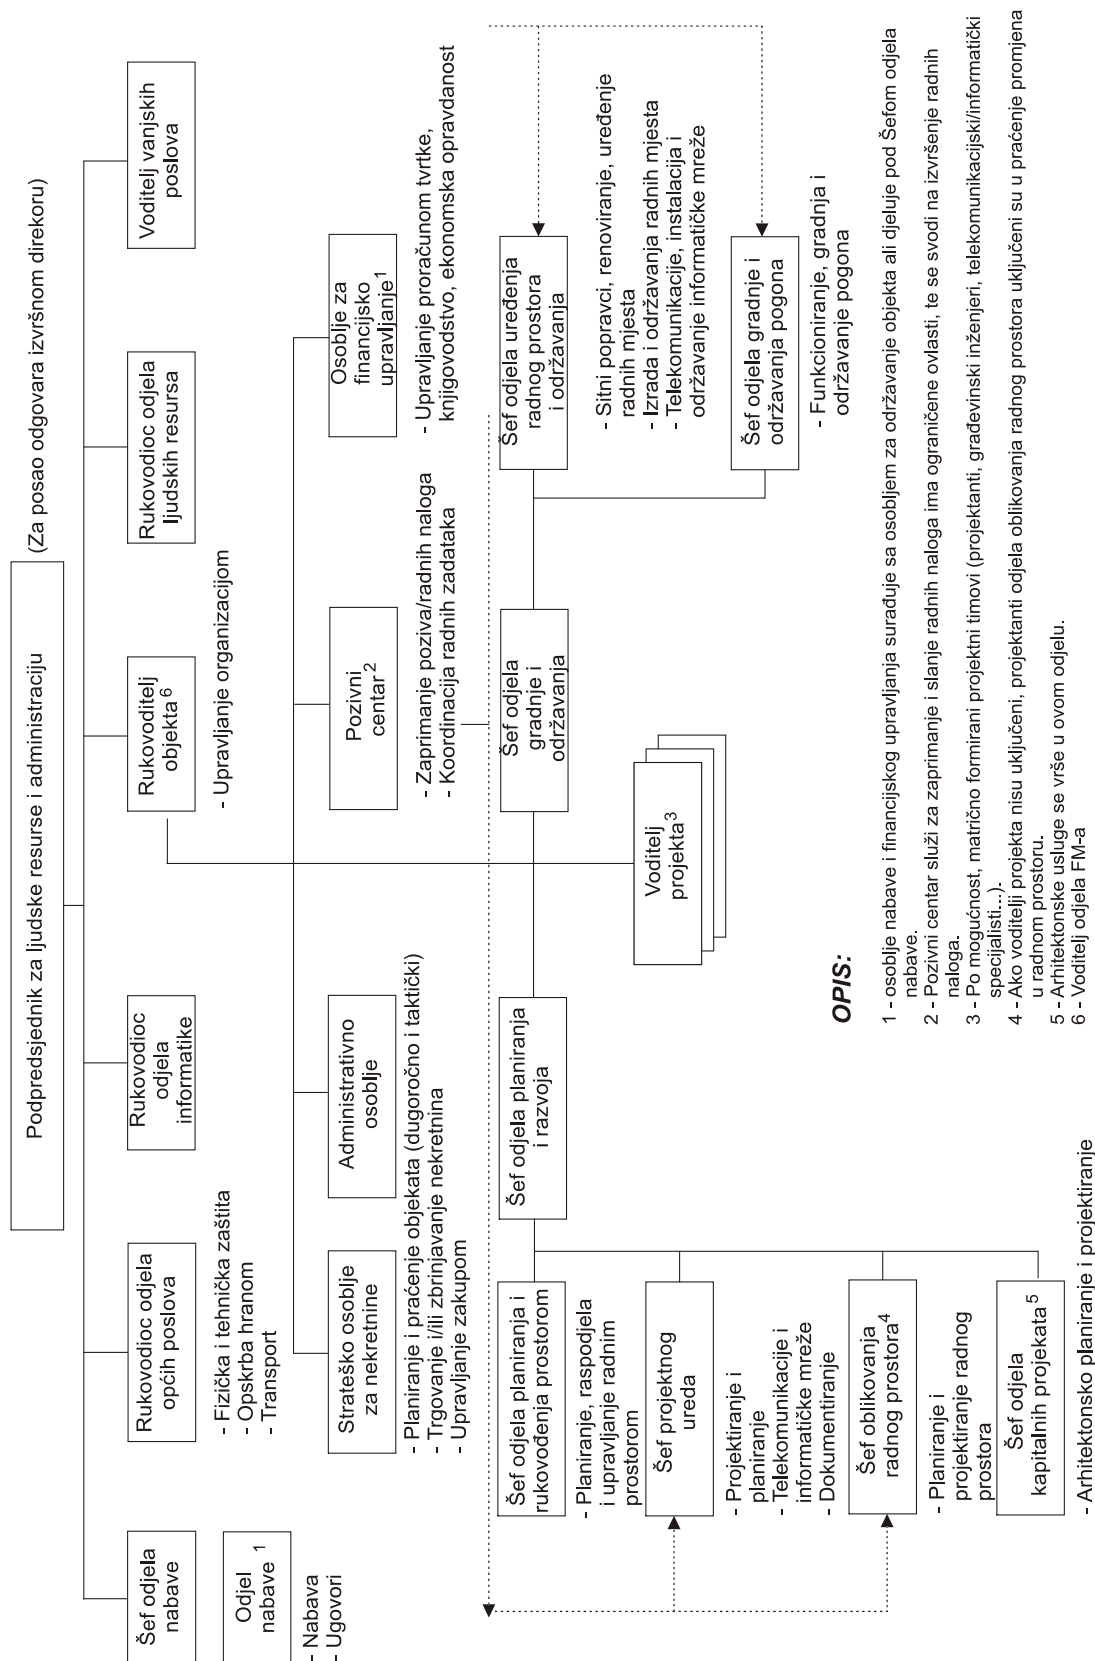 Podpredsjednik za ljudske resurse i administraciju
(Za posao odgovara izvršnom direkoru)
Šef odjela
nabave
Odjel
nabave 1
- Nabava
- Ugovori
Rukovodioc odjela
općih poslova
- Fizička i tehnička zaštita
- Opskrba hranom
- Transport
Rukovodioc
odjela
informatike
Rukovoditelj
objekta6
- Upravljanje organizacijom
Rukovodioc odjela
ljudskih resursa
Voditelj vanjskih
poslova
Strateško osoblje
za nekretnine
- Planiranje i praćenje objekata (dugoročno i taktički)
- Trgovanje i/ili zbrinjavanje nekretnina
- Upravljanje zakupom
Administrativno
osoblje
Pozivni
centar2
- Zaprimanje poziva/radnih naloga
- Koordinacija radnih zadataka
Osoblje za
financijsko
upravljanje1
- Upravljanje proračunom tvrtke,
knjigovodstvo, ekonomska opravdanost
Šef odjela planiranja i
rukovođenja prostorom
- Planiranje, raspodjela
i upravljanje radnim
prostorom
Šef projektnog
ureda
- Projektiranje i
planiranje
- Telekomunikacije i
informatičke mreže
- Dokumentiranje
Šef oblikovanja
radnog prostora4
- Planiranje i
projektiranje radnog
prostora
Šef odjela
kapitalnih projekata 5
- Arhitektonsko planiranje i projektiranje
Šef odjela planiranja
i razvoja
Voditelj
projekta3
Šef odjela
gradnje i
održavanja
Šef odjela uređenja
radnog prostora
i održavanja
- Sitni popravci, renoviranje, uređenje
radnih mjesta
- Izrada i održavanja radnih mjesta
- Telekomunikacije, instalacija i
održavanje informatičke mreže
Šef odjela gradnje i
održavanja pogona
- Funkcioniranje, gradnja i
održavanje pogona
OPIS:
1 - osoblje nabave i financijskog upravljanja surađuje sa osobljem za održavanje objekta ali djeluje pod Šefom odjela
nabave.
2 - Pozivni centar služi za zaprimanje i slanje radnih naloga ima ograničene ovlasti, te se svodi na izvršenje radnih
naloga.
3 - Po mogućnost, matrično formirani projektni timovi (projektanti, građevinski inženjeri, telekomunikacijski/informatički
specijalisti...).
4 - Ako voditelji projekta nisu uključeni, projektanti odjela oblikovanja radnog prostora uključeni su u praćenje promjena
u radnom prostoru.
5 - Arhitektonske usluge se vrše u ovom odjelu.
6 - Voditelj odjela FM-a